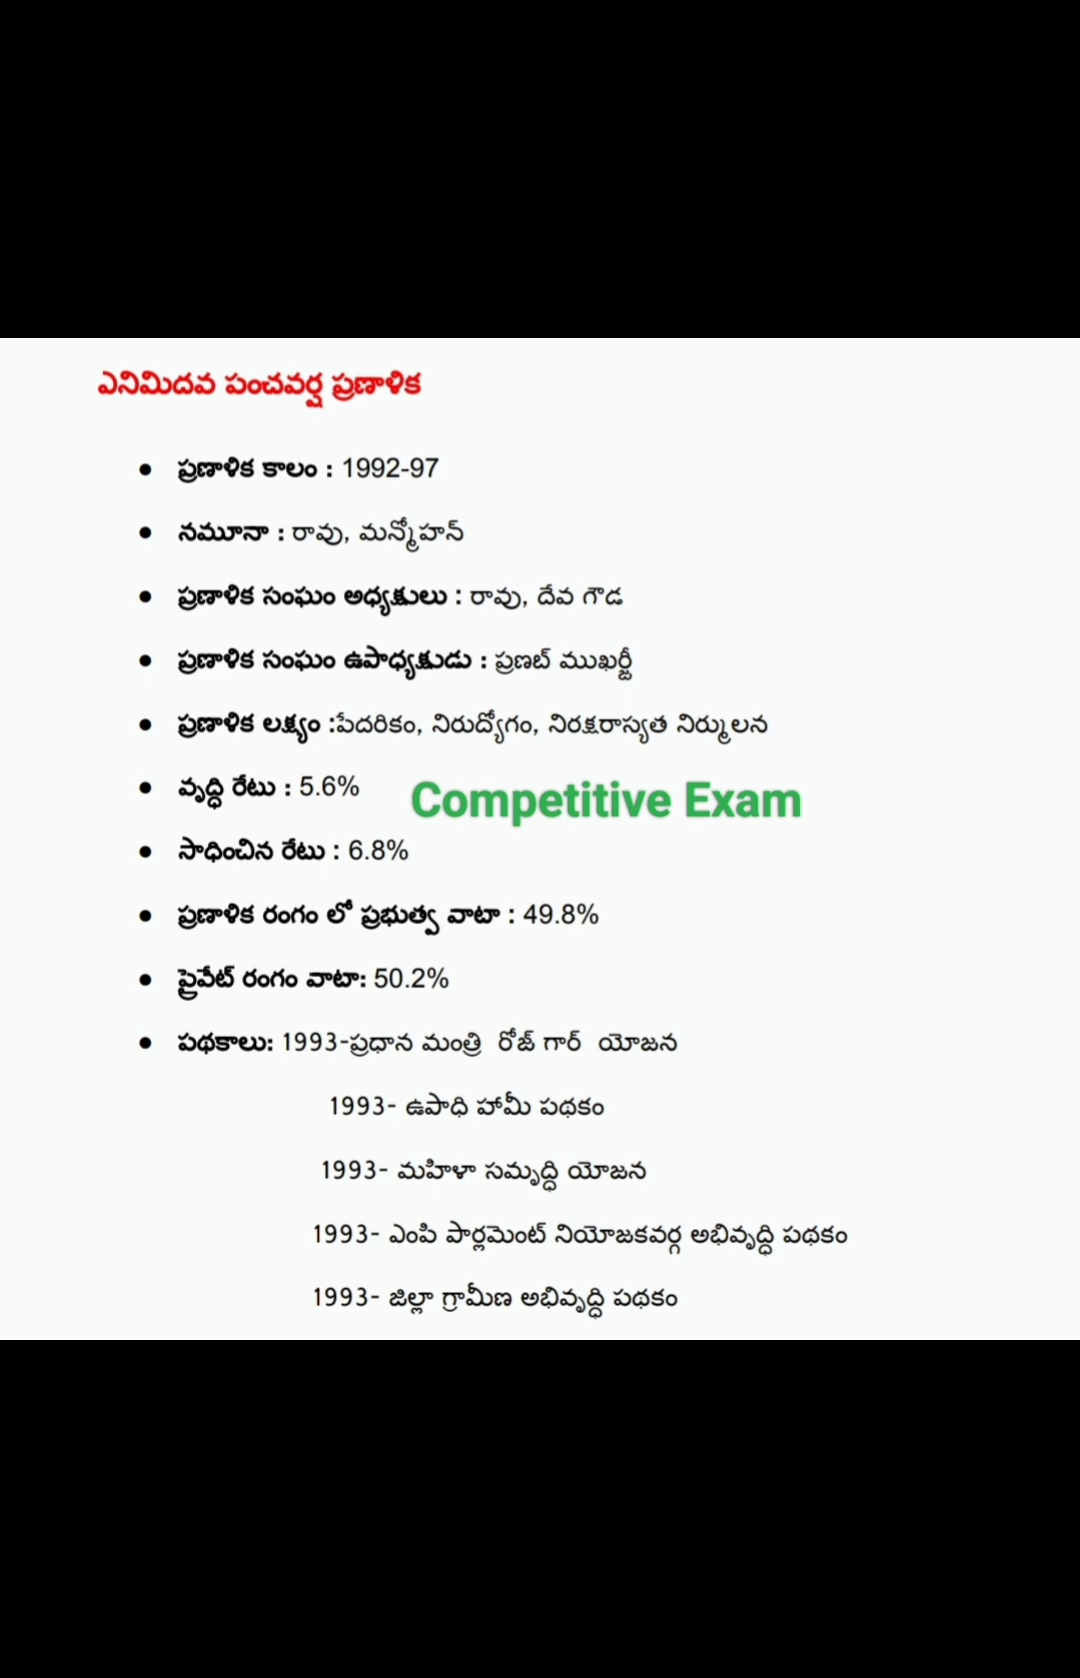 ఎనిమిదవ పంచవర్ష ప్రణాళిక
● ప్రణాళిక కాలం : 1992-97
● నమూనా : రావు, మన్మోహన్
● ప్రణాళిక సంఘం అధ్యక్షులు : రావు, దేవ గౌడ
● ప్రణాళిక సంఘం ఉపాధ్యక్షుడు : ప్రణబ్ ముఖర్జీ
● ప్రణాళిక లక్ష్యం :పేదరికం, నిరుద్యోగం, నిరక్షరాస్యత నిర్ములన
● వృద్ధి రేటు : 5.6%
Competitive Exam
● సాధించిన రేటు : 6.8%
● ప్రణాళిక రంగం లో ప్రభుత్వ వాటా : 49.8%
● ప్రైవేట్ రంగం వాటా: 50.2%
● పథకాలు: 1993-ప్రధాన మంత్రి రోజ్ గార్ యోజన
1993- ఉపాధి హామీ పథకం
1993- మహిళా సమృద్ధి యోజన
1993- ఎంపి పార్లమెంట్ నియోజకవర్గ అభివృద్ధి పథకం
1993- జిల్లా గ్రామీణ అభివృద్ధి పథకం